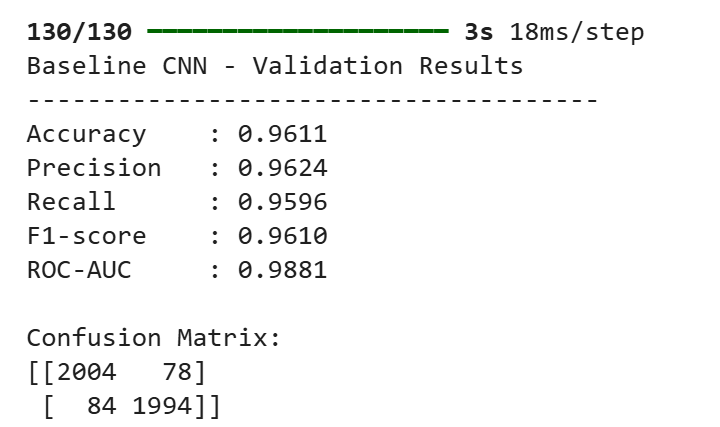 130/130 ━━━━━━━━━━━━━━━━━━━━ 3s 18ms/step
Baseline CNN - Validation Results
--------------------------------------
Accuracy    : 0.9611
Precision   : 0.9624
Recall      : 0.9596
F1-score    : 0.9610
ROC-AUC     : 0.9881
Confusion Matrix:
[[2004   78]
 [  84 1994]]